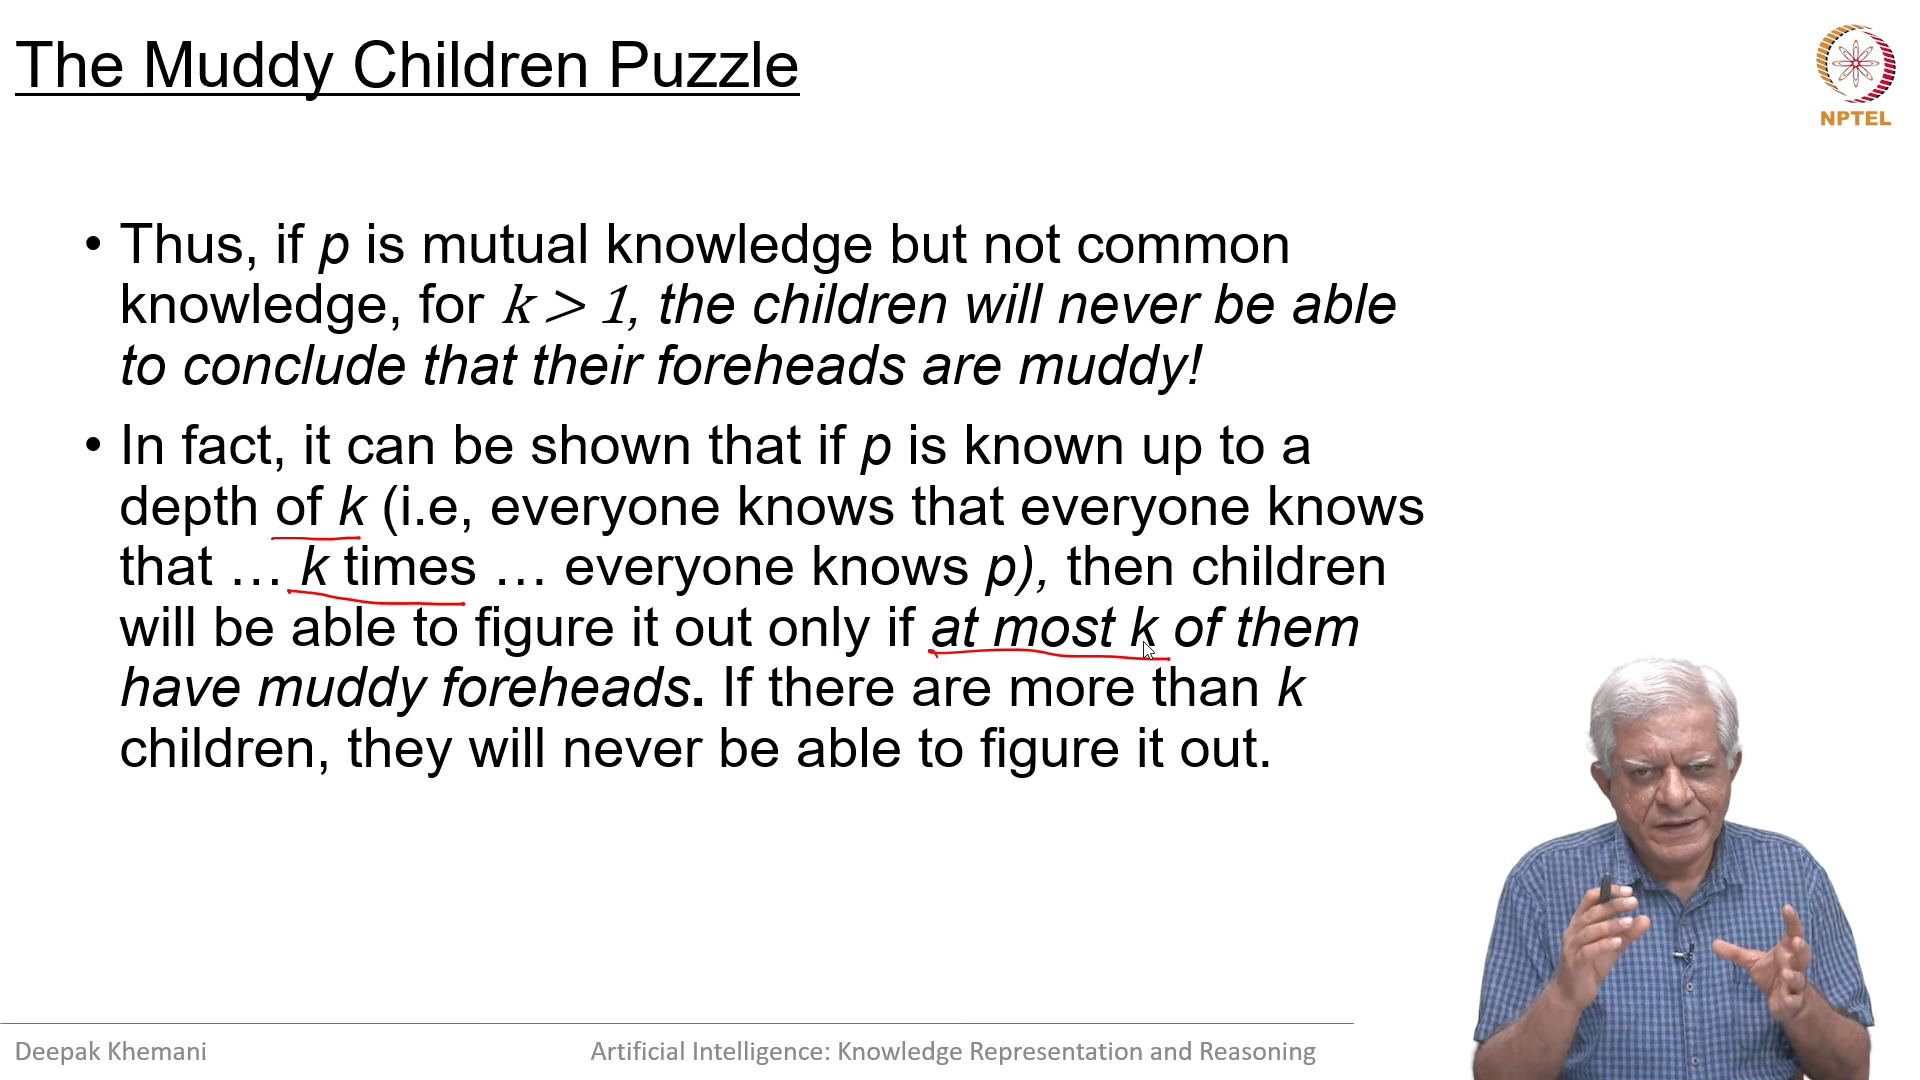 The Muddy Children Puzzle
NPTEL
• Thus, if p is mutual knowledge but not common
knowledge, for k > 1, the children will never be able
to conclude that their foreheads are muddy!
• In fact, it can be shown that if p is known up to a
depth of k (i.e, everyone knows that everyone knows
that … k times … everyone knows p), then children
will be able to figure it out only if at most k of them
have muddy foreheads. If there are more than k
children, they will never be able to figure it out.
Deepak Khemani
Artificial Intelligence: Knowledge Representation and Reasoning